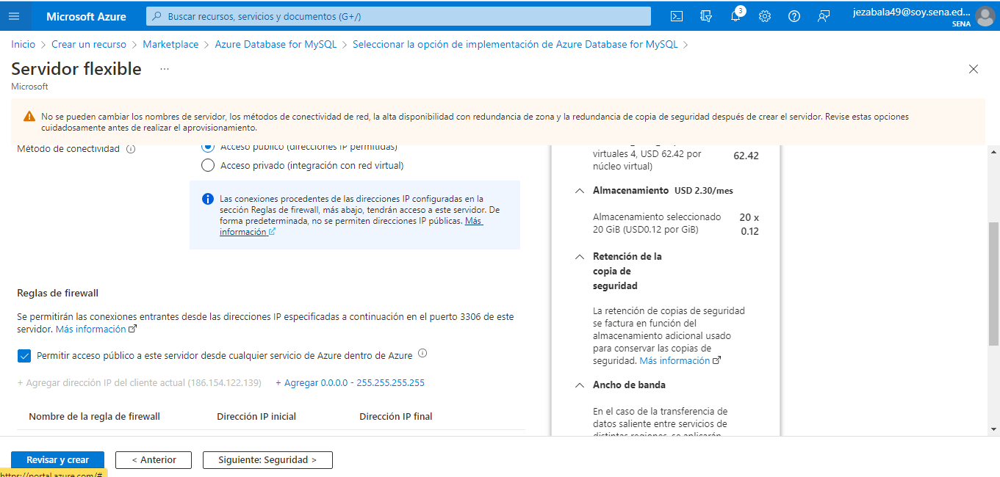 Microsoft Azure
Buscar recursos, servicios y documentos (G+/)
3
jezabala49@soy.sena.ed...
SENA
Inicio > Crear un recurso > Marketplace > Azure Database for MySQL > Seleccionar la opción de implementación de Azure Database for MySQL >
Servidor flexible ...
Microsoft
No se pueden cambiar los nombres de servidor, los métodos de conectividad de red, la alta disponibilidad con redundancia de zona y la redundancia de copia de seguridad después de crear el servidor. Revise estas opciones
cuidadosamente antes de realizar el aprovisionamiento.
Método de conectividad
Acceso público (direcciones IP permitidas)
Acceso privado (integración con red virtual)
Las conexiones procedentes de las direcciones IP configuradas en la
sección Reglas de firewall, más abajo, tendrán acceso a este servidor. De
forma predeterminada, no se permiten direcciones IP públicas. Más
información
Reglas de firewall
Se permitirán las conexiones entrantes desde las direcciones IP especificadas a continuación en el puerto 3306 de este
servidor. Más información
Permitir acceso público a este servidor desde cualquier servicio de Azure dentro de Azure
+ Agregar dirección IP del cliente actual (186.154.122.139) + Agregar 0.0.0.0 - 255.255.255.255
Nombre de la regla de firewall Dirección IP inicial Dirección IP final
virtuales 4, USD 62.42 por
núcleo virtual)
62.42
Almacenamiento USD 2.30/mes
Almacenamiento seleccionado
20 GiB (USD0.12 por GiB)
20 x
0.12
Retención de la
copia de
seguridad
La retención de copias de seguridad
se factura en función del
almacenamiento adicional usado
para conservar las copias de
seguridad. Más información
Ancho de banda
En el caso de la transferencia de
datos saliente entre servicios de
distintas regiones, se aplicarán
Revisar y crear
< Anterior
Siguiente: Seguridad >
https://portal.azure.com/#